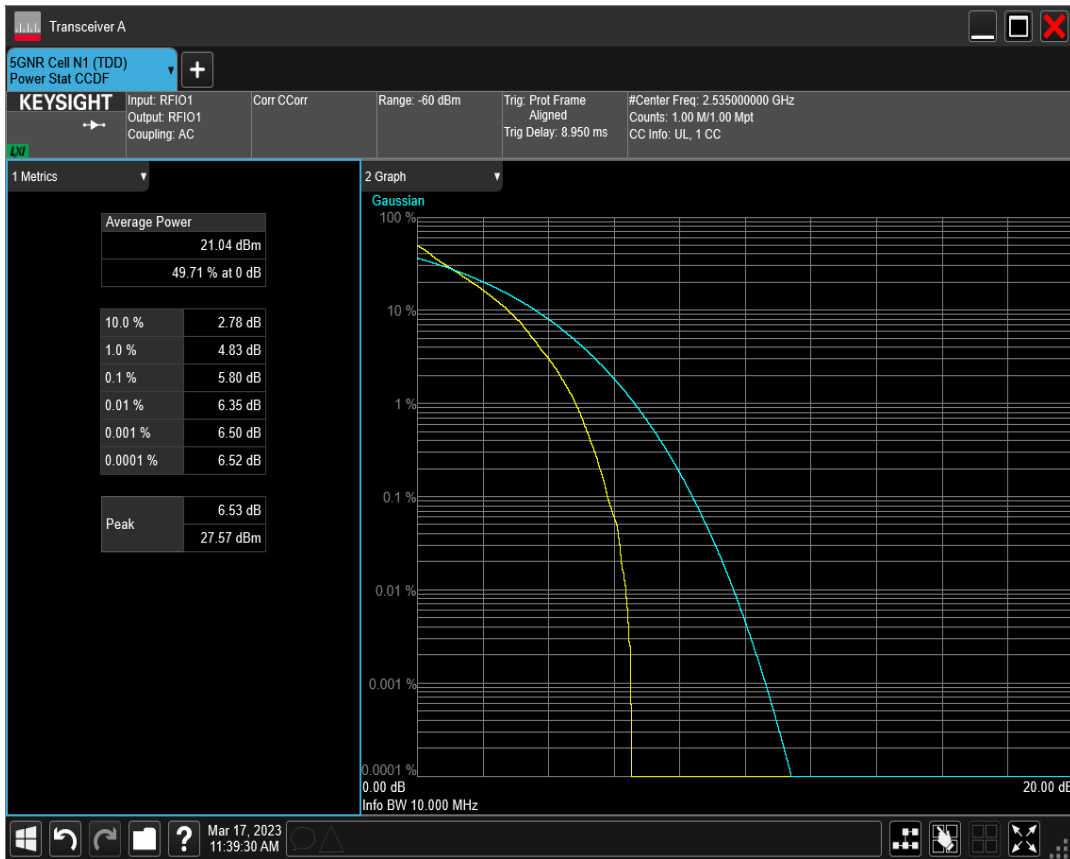 Transceiver A
5GNR Cell N1 (TDD)
Power Stat CCDF
+
KEYSIGHT
LXI
Input: RFIO1
Output: RFIO1
Coupling: AC
Corr CCorr
Range: -60 dBm
Trig: Prot Frame
Aligned
Trig Delay: 8.950 ms
#Center Freq: 2.535000000 GHz
Counts: 1.00 M/1.00 Mpt
CC Info: UL, 1 CC
1 Metrics
Average Power
21.04 dBm
49.71 % at 0 dB
10.0 % 2.78 dB
1.0 % 4.83 dB
0.1 % 5.80 dB
0.01 % 6.35 dB
0.001 % 6.50 dB
0.0001 % 6.52 dB
Peak 6.53 dB
27.57 dBm
2 Graph
Gaussian
100 %
10 %
1 %
0.1 %
0.01 %
0.001 %
0.0001 %
0.00 dB 20.00 dB
Info BW 10.000 MHz
?
Mar 17, 2023
11:39:30 AM